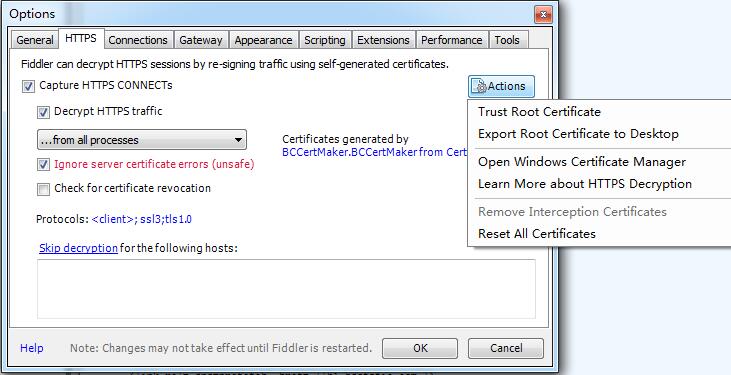 Options
General HTTPS Connections Gateway Appearance Scripting Extensions Performance Tools
Fiddler can decrypt HTTPS sessions by re-signing traffic using self-generated certificates.
Capture HTTPS CONNECTs
Actions
Decrypt HTTPS traffic
...from all processes
Certificates generated by
BCCertMaker.BCCertMaker from Cert
Ignore server certificate errors (unsafe)
Check for certificate revocation
Protocols: <client>; ssl3;tls1.0
Skip decryption for the following hosts:
Trust Root Certificate
Export Root Certificate to Desktop
Open Windows Certificate Manager
Learn More about HTTPS Decryption
Remove Interception Certificates
Reset All Certificates
Help Note: Changes may not take effect until Fiddler is restarted. OK Cancel